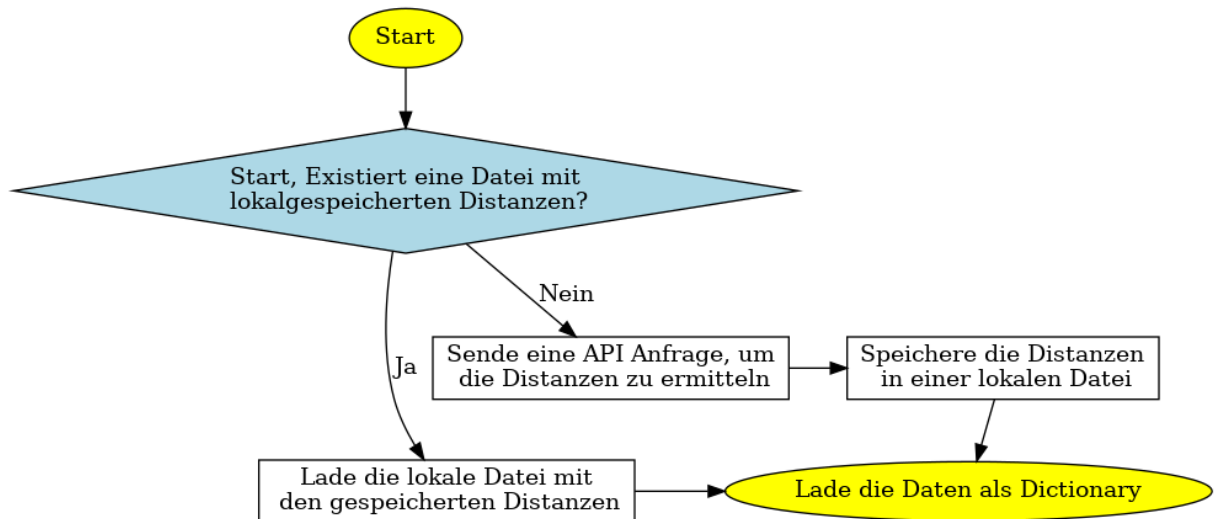 Start
Start, Existiert eine Datei mit
lokalgespeicherten Distanzen?
Nein
Sende eine API Anfrage, um
die Distanzen zu ermitteln
Speichere die Distanzen
in einer lokalen Datei
Ja
Lade die lokale Datei mit
den gespeicherten Distanzen
Lade die Daten als Dictionary